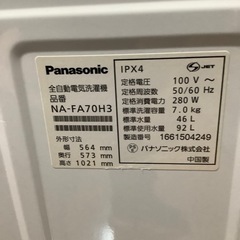 Panasonic
全自動電気洗濯機
品番
NA-FA70H3
外形寸法
幅 564 mm
奥行 573 mm
高さ 1021 mm
IPX4
JET
定格電圧 100 V~
定格周波数 50/60 Hz
定格消費電力 280 W
標準洗濯容量 7.0 kg
標準水量 46 L
標準使用水量 92 L
製造番号 1661504249
パナソニック株式会社
中国製